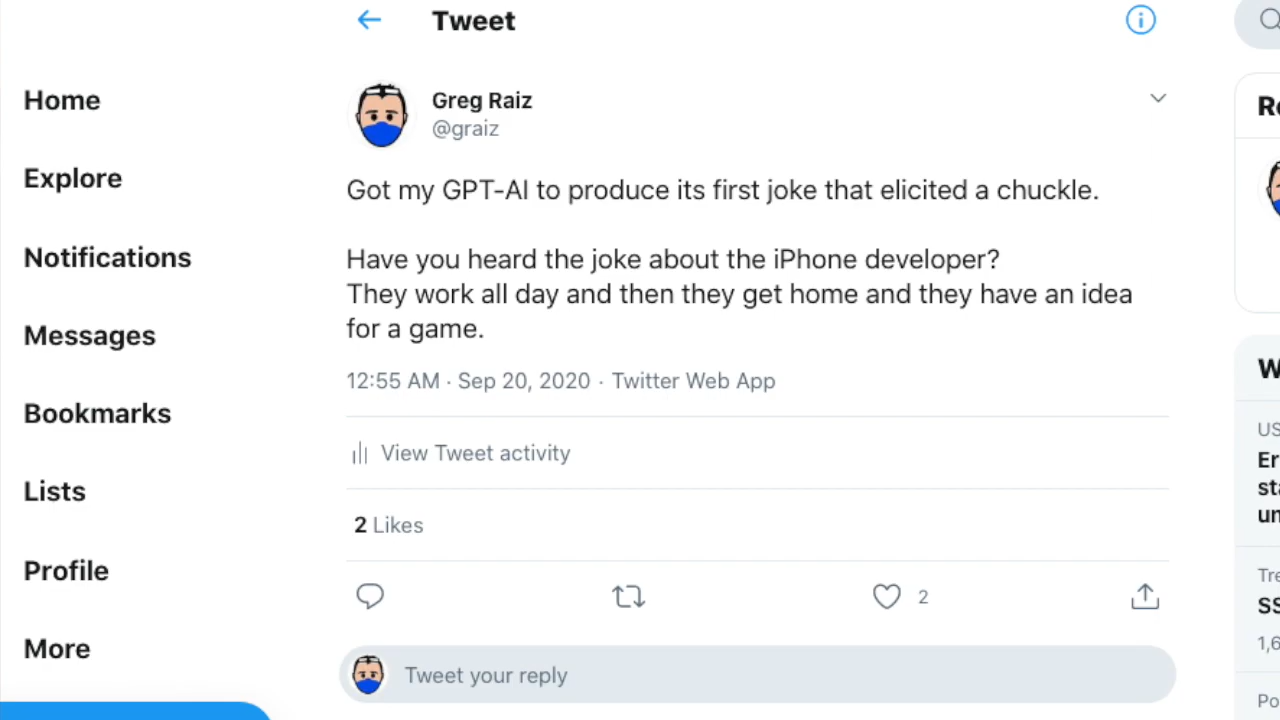 Tweet
Home
Explore
Notifications
Messages
Bookmarks
Lists
Profile
More
Greg Raiz
@graiz
Got my GPT-AI to produce its first joke that elicited a chuckle.
Have you heard the joke about the iPhone developer?
They work all day and then they get home and they have an idea
for a game.
12:55 AM · Sep 20, 2020 · Twitter Web App
View Tweet activity
2 Likes
2
Tweet your reply
US